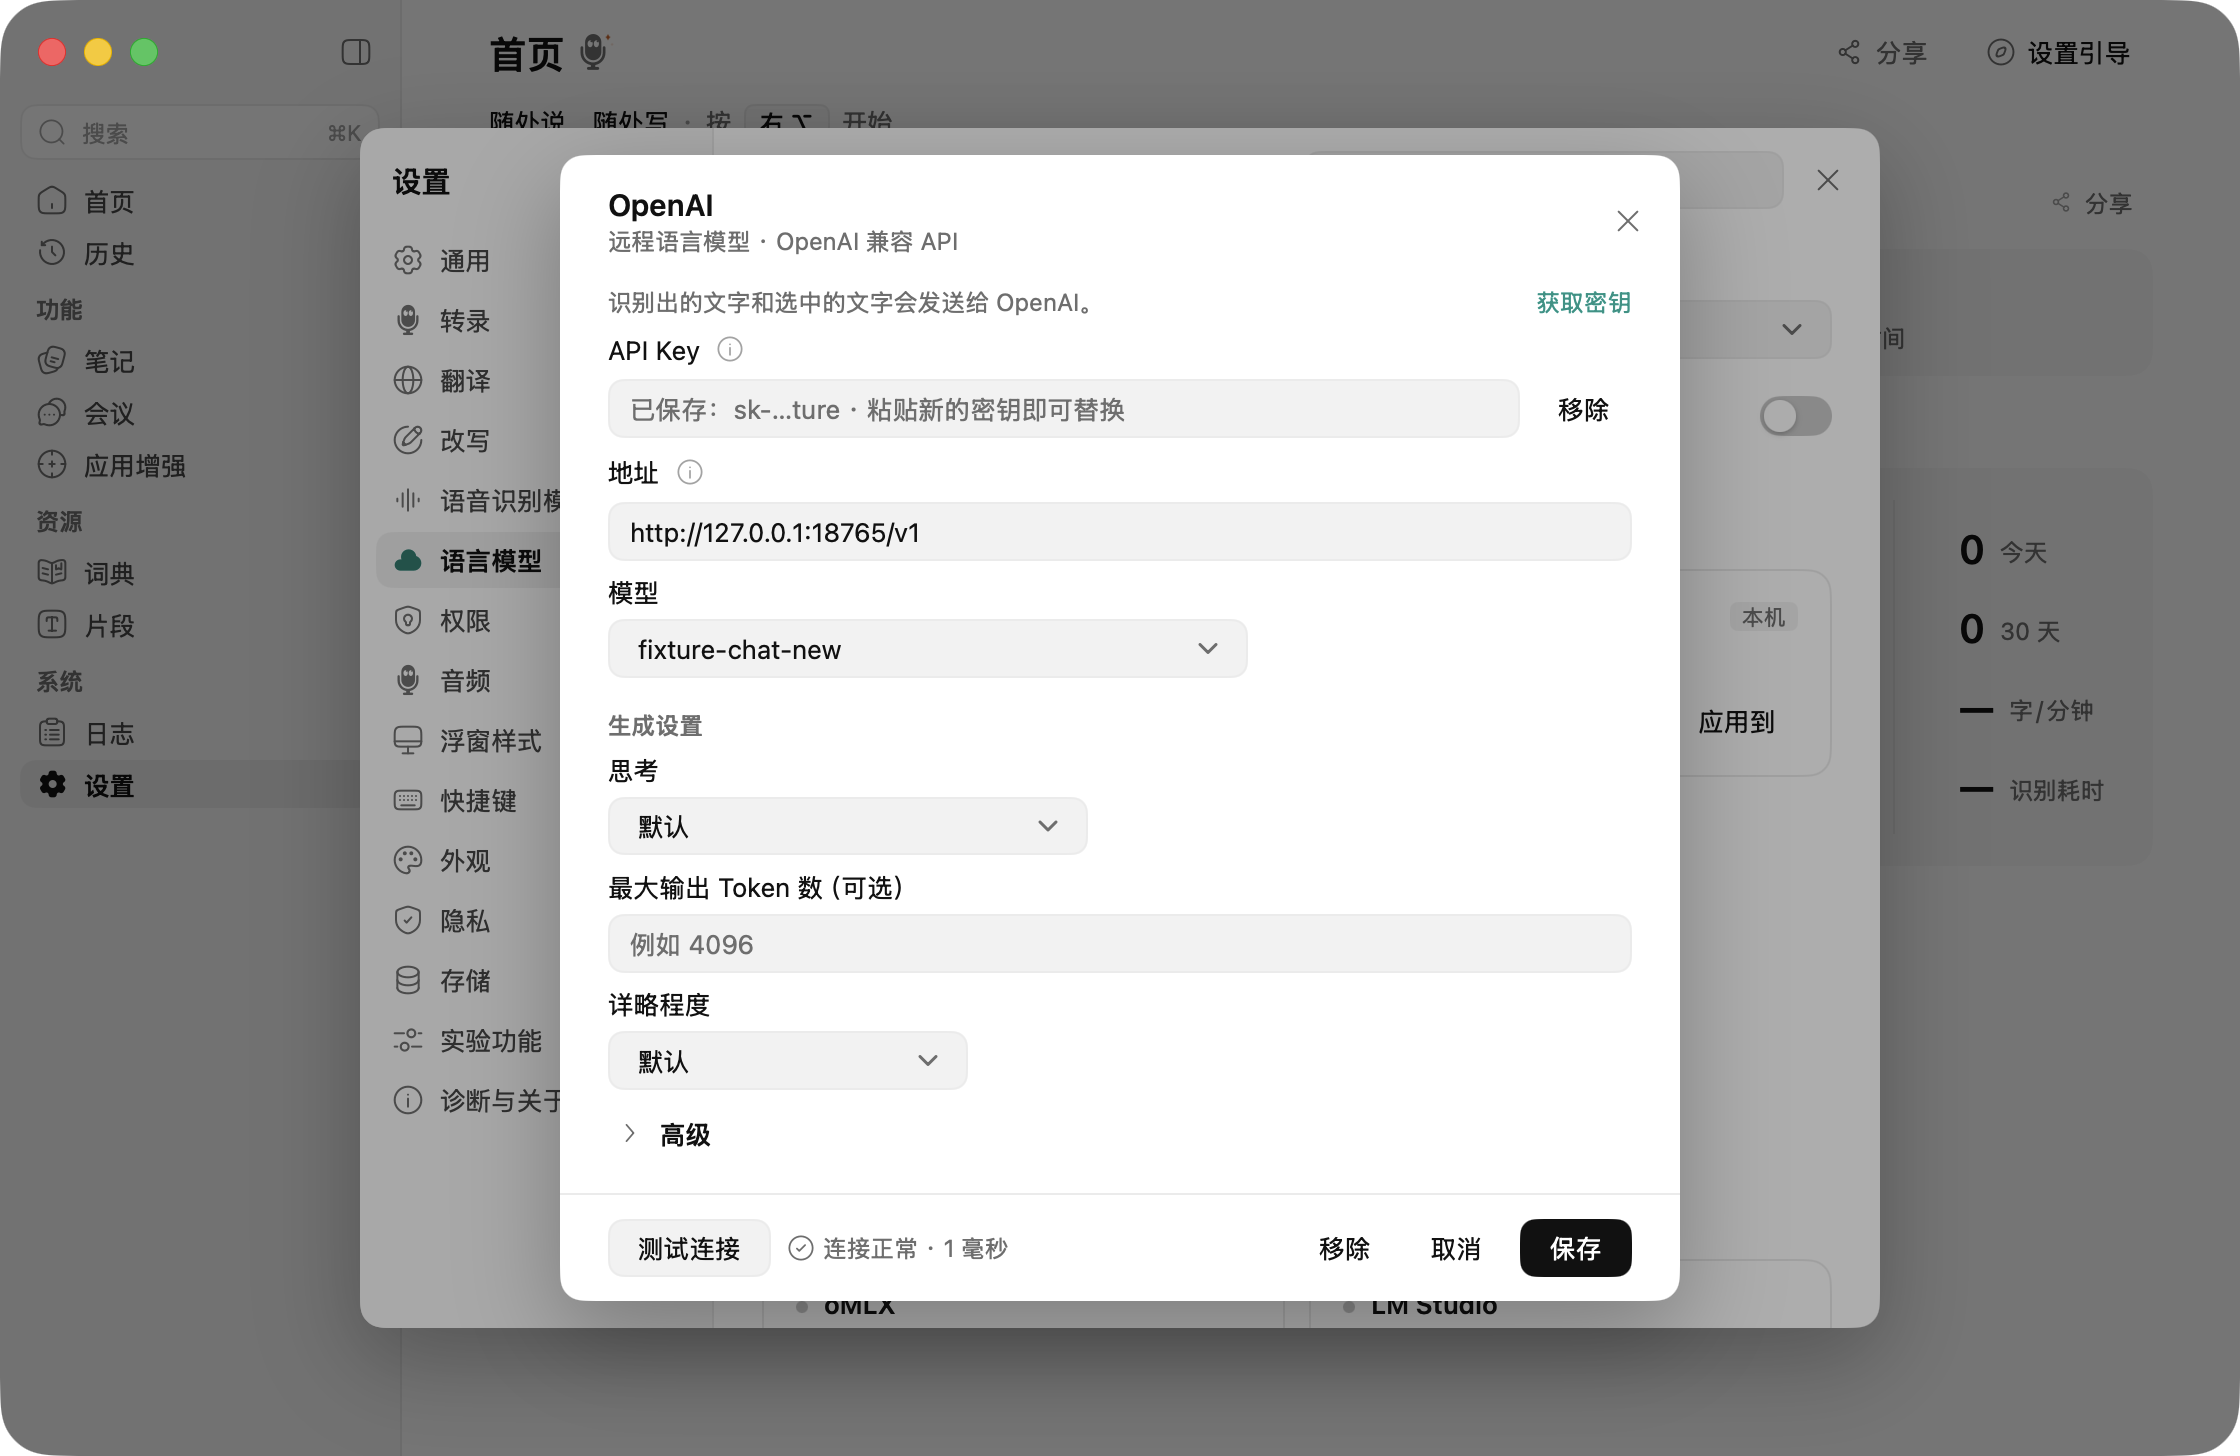 首页
分享
设置引导
搜索
⌘K
随处说 随处写 · 按 右 ⌥ 开始
首页
历史
功能
笔记
会议
应用增强
资源
词典
片段
系统
日志
设置
设置
通用
转录
翻译
改写
语音识别模
语言模型
权限
音频
浮窗样式
快捷键
外观
隐私
存储
实验功能
诊断与关于
OpenAI
远程语言模型 · OpenAI 兼容 API
识别出的文字和选中的文字会发送给 OpenAI。
获取密钥
API Key
已保存：sk-...ture · 粘贴新的密钥即可替换
移除
地址
http://127.0.0.1:18765/v1
模型
fixture-chat-new
生成设置
思考
默认
最大输出 Token 数 (可选)
例如 4096
详略程度
默认
高级
测试连接
连接正常 · 1 毫秒
移除
取消
保存
oMLX
LM Studio
本机
应用到
分享
间
0 今天
0 30 天
— 字/分钟
— 识别耗时